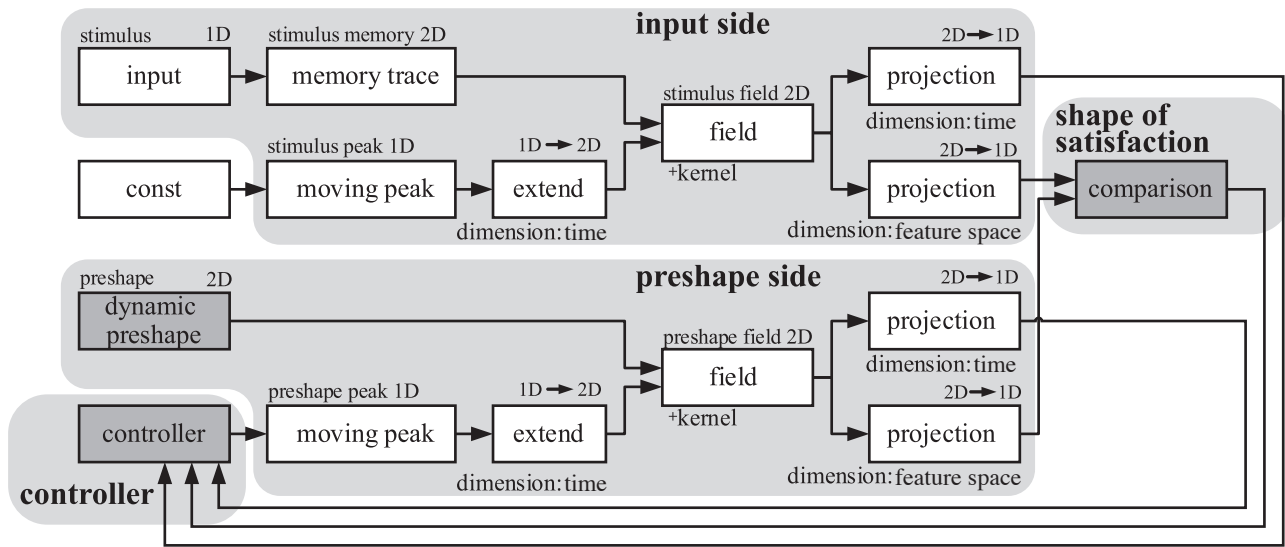 input side
stimulus 1D
input
stimulus memory 2D
memory trace
2D→1D
projection
dimension:time
stimulus field 2D
field
+kernel
shape of
satisfaction
const
stimulus peak 1D
moving peak
1D→2D
extend
dimension:time
2D→1D
projection
dimension:feature space
comparison
preshape side
preshape 2D
dynamic
preshape
2D→1D
projection
dimension:time
preshape field 2D
field
+kernel
controller
preshape peak 1D
moving peak
1D→2D
extend
dimension:time
2D→1D
projection
dimension:feature space
controller